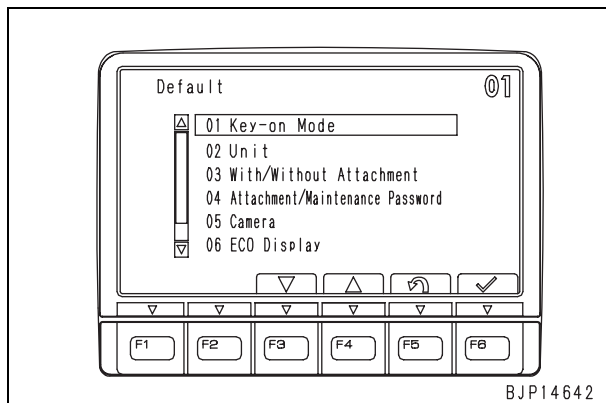 Default
01
01 Key-on Mode
02 Unit
03 With/Without Attachment
04 Attachment/Maintenance Password
05 Camera
06 ECO Display
F1 F2 F3 F4 F5 F6
BJP14642